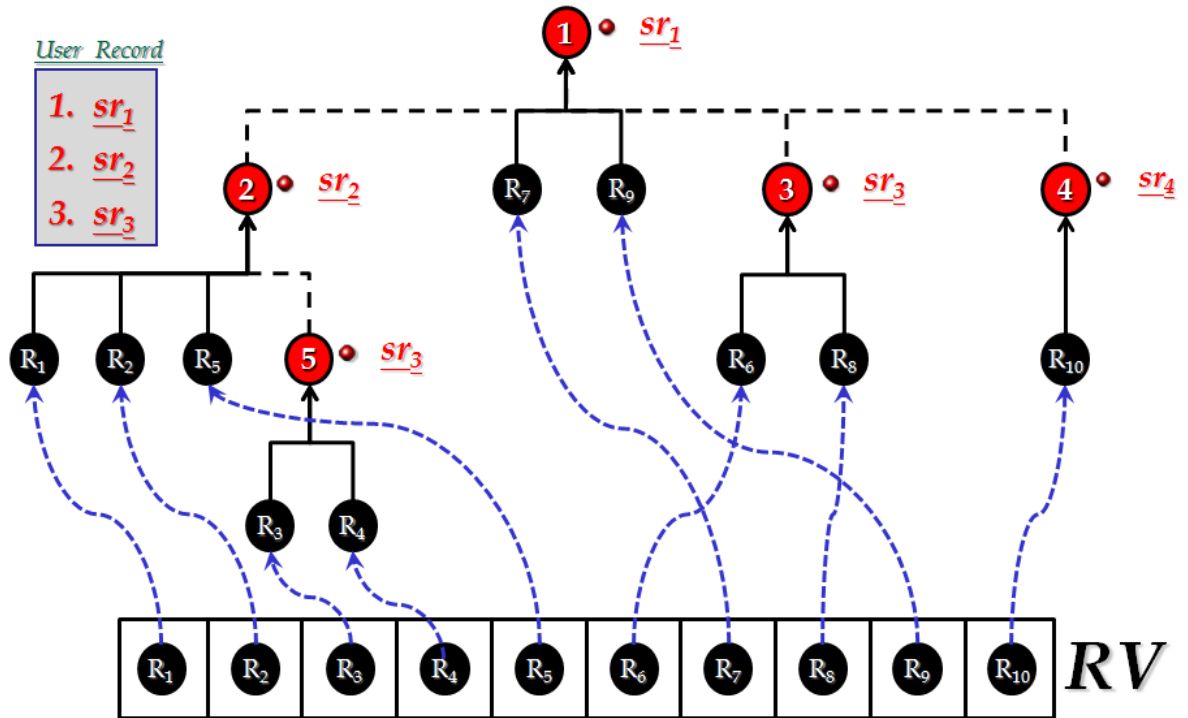 1 sr1
User Record
1. sr1
2. sr2
3. sr3
2 sr2 R7 R9 3 sr3 4 sr4
R1 R2 R5 5 sr3 R6 R8 R10
R3 R4
R1 R2 R3 R4 R5 R6 R7 R8 R9 R10 RV